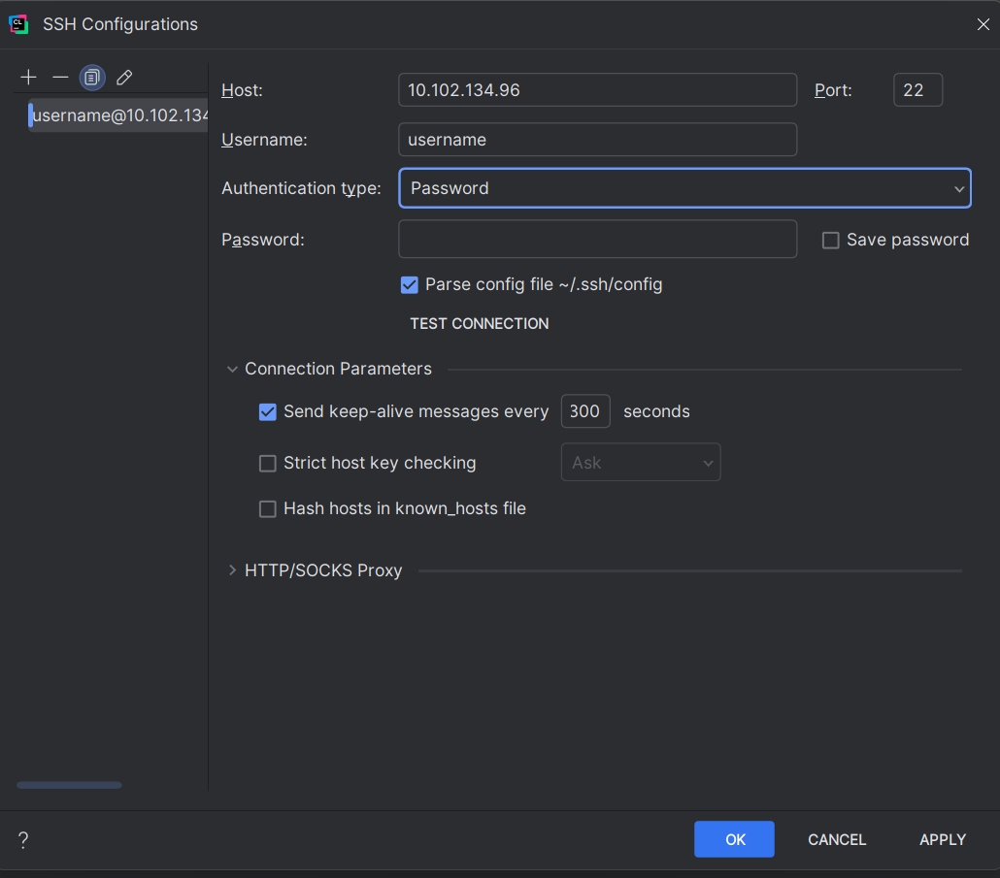 SSH Configurations
username@10.102.134
Host: 10.102.134.96 Port: 22
Username: username
Authentication type: Password
Password: Save password
Parse config file ~/.ssh/config
TEST CONNECTION
Connection Parameters
Send keep-alive messages every 300 seconds
Strict host key checking Ask
Hash hosts in known_hosts file
HTTP/SOCKS Proxy
? OK CANCEL APPLY